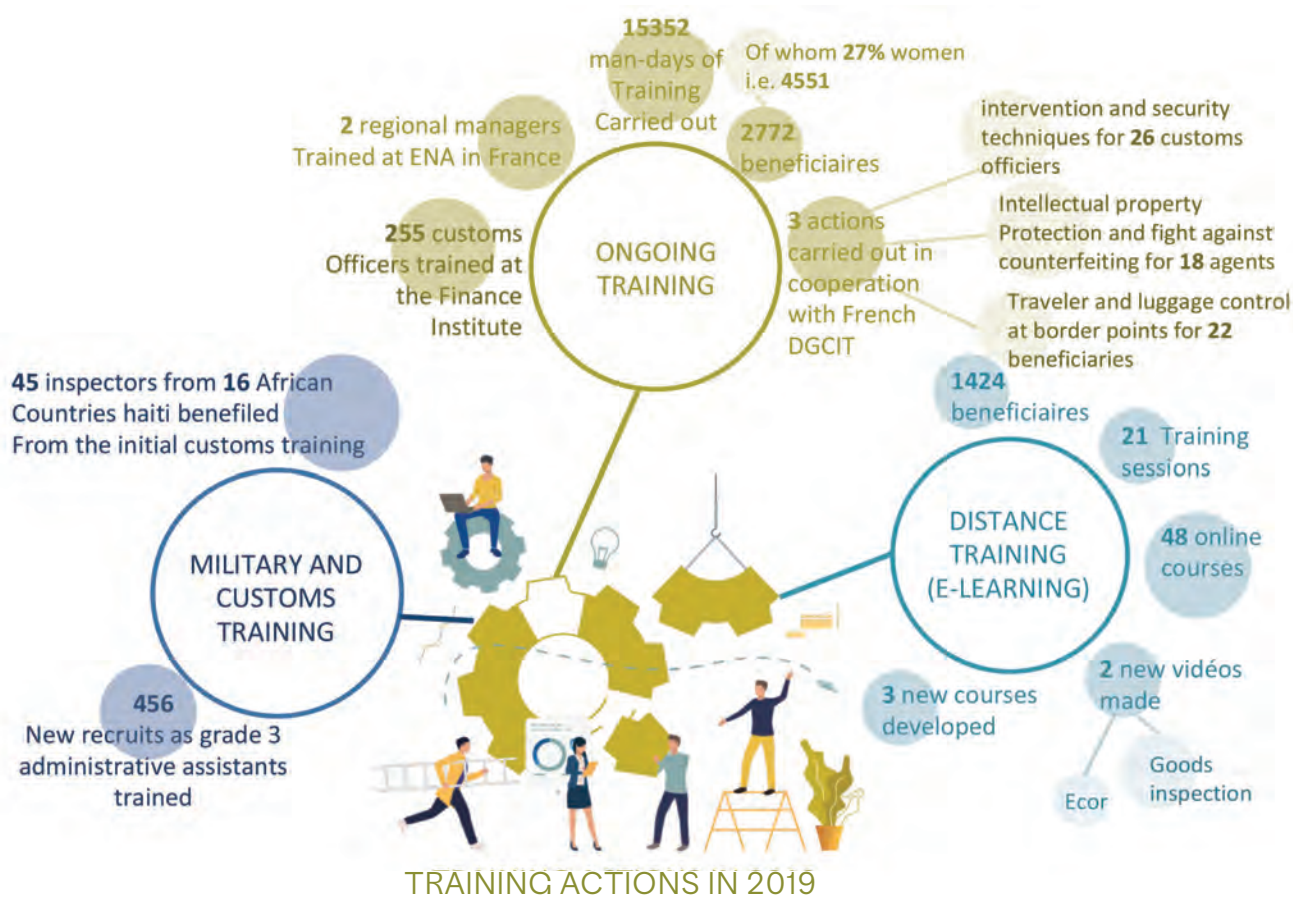 15352
man-days of
Training
Carried out
Of whom 27% women
i.e. 4551
2 regional managers
Trained at ENA in France
2772
beneficiaires
255 customs
Officers trained at
the Finance
Institute
ONGOING
TRAINING
3 actions
carried out in
cooperation
with French
DGCIT
intervention and security
techniques for 26 customs
officiers
Intellectual property
Protection and fight against
counterfeiting for 18 agents
Traveler and luggage control
at border points for 22
beneficiaries
45 inspectors from 16 African
Countries haiti benefiled
From the initial customs training
MILITARY AND
CUSTOMS
TRAINING
456
New recruits as grade 3
administrative assistants
trained
1424
beneficiaires
21 Training
sessions
DISTANCE
TRAINING
(E-LEARNING)
48 online
courses
3 new courses
developed
2 new vidéos
made
Ecor
Goods
inspection
TRAINING ACTIONS IN 2019